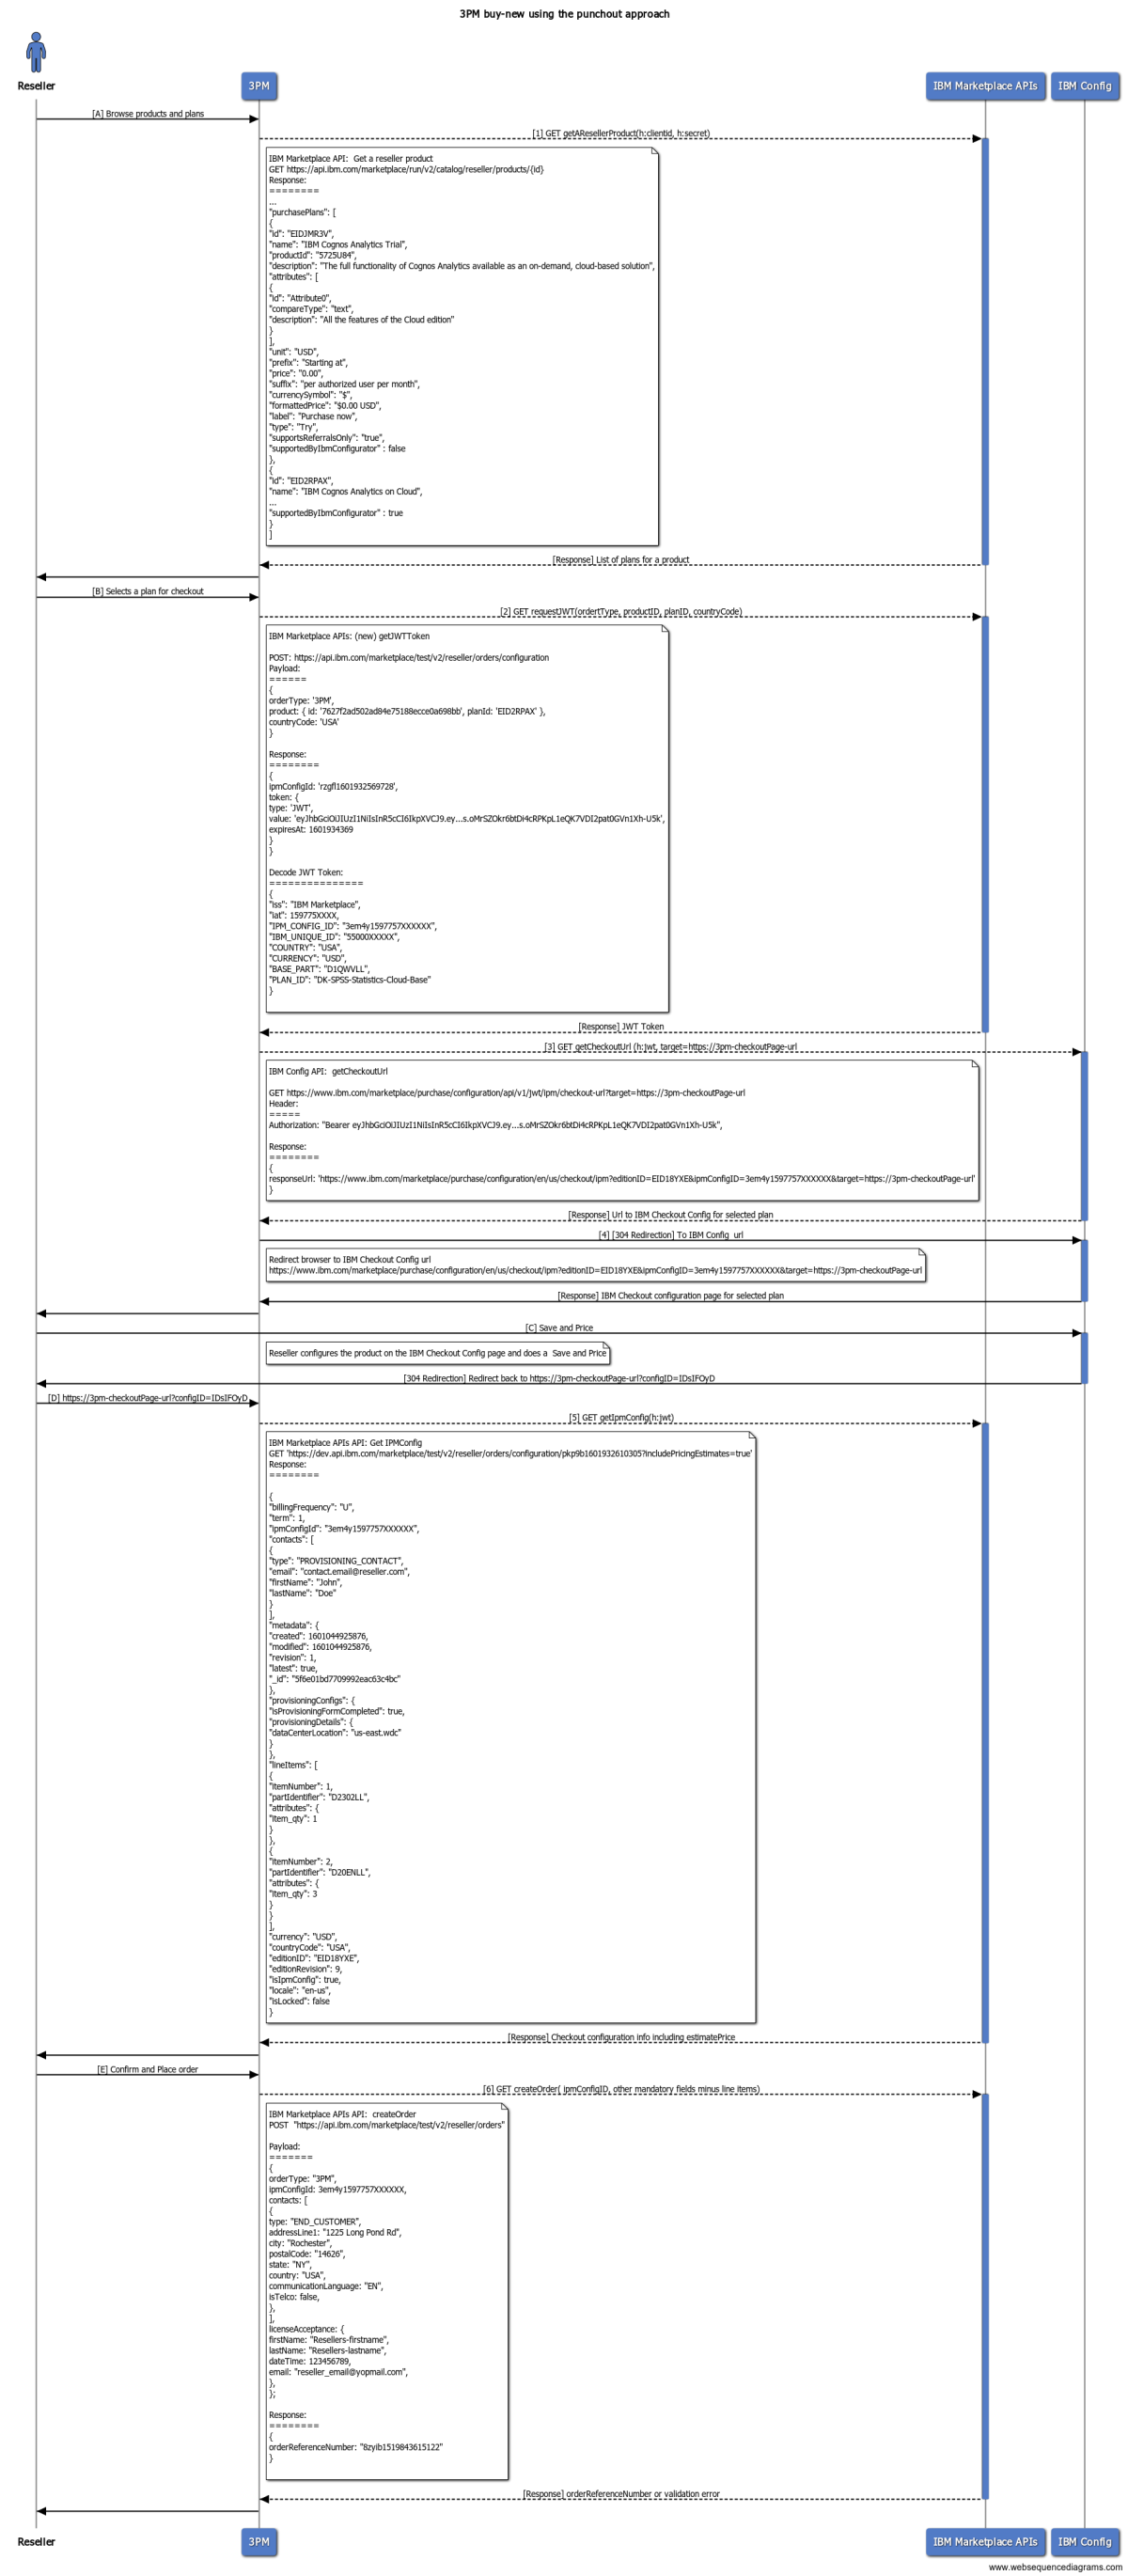 3PM buy-new using the punchout approach
Reseller
3PM
IBM Marketplace APIs
IBM Config
[A] Browse products and plans
[1] GET getAResellerProduct(h:clientid, h:secret)
IBM Marketplace API:  Get a reseller product
GET https://api.ibm.com/marketplace/run/v2/catalog/reseller/products/{id}
Response:
========
...
"purchasePlans": [
{
"id": "EIDJMR3V",
"name": "IBM Cognos Analytics Trial",
"productId": "5725U84",
"description": "The full functionality of Cognos Analytics available as an on-demand, cloud-based solution",
"attributes": [
{
"id": "Attribute0",
"compareType": "text",
"description": "All the features of the Cloud edition"
}
],
"unit": "USD",
"prefix": "Starting at",
"price": "0.00",
"suffix": "per authorized user per month",
"currencySymbol": "$",
"formattedPrice": "$0.00 USD",
"label": "Purchase now",
"type": "Try",
"supportsReferralsOnly": "true",
"supportedByIbmConfigurator" : false
},
{
"id": "EID2RPAX",
"name": "IBM Cognos Analytics on Cloud",
...
"supportedByIbmConfigurator" : true
}
]
[Response] List of plans for a product
[B] Selects a plan for checkout
[2] GET requestJWT(ordertType, productID, planID, countryCode)
IBM Marketplace APIs: (new) getJWTToken
POST: https://api.ibm.com/marketplace/test/v2/reseller/orders/configuration
Payload:
======
{
orderType: '3PM',
product: { id: '7627f2ad502ad84e75188ecce0a698bb', planId: 'EID2RPAX' },
countryCode: 'USA'
}
Response:
========
{
ipmConfigId: 'rzgfl1601932569728',
token: {
type: 'JWT',
value: 'eyJhbGciOiJIUzI1NiIsInR5cCI6IkpXVCJ9.ey...s.oMrSZOkr6btDi4cRPKpL1eQK7VDI2pat0GVn1Xh-U5k',
expiresAt: 1601934369
}
}
Decode JWT Token:
===============
{
"iss": "IBM Marketplace",
"iat": 159775XXXX,
"IPM_CONFIG_ID": "3em4y1597757XXXXXX",
"IBM_UNIQUE_ID": "55000XXXXX",
"COUNTRY": "USA",
"CURRENCY": "USD",
"BASE_PART": "D1QWVLL",
"PLAN_ID": "DK-SPSS-Statistics-Cloud-Base"
}
[Response] JWT Token
[3] GET getCheckoutUrl (h:jwt, target=https://3pm-checkoutPage-url
IBM Config API:  getCheckoutUrl
GET https://www.ibm.com/marketplace/purchase/configuration/api/v1/jwt/ipm/checkout-url?target=https://3pm-checkoutPage-url
Header:
=====
Authorization: "Bearer eyJhbGciOiJIUzI1NiIsInR5cCI6IkpXVCJ9.ey...s.oMrSZOkr6btDi4cRPKpL1eQK7VDI2pat0GVn1Xh-U5k",
Response:
========
{
responseUrl: 'https://www.ibm.com/marketplace/purchase/configuration/en/us/checkout/ipm?editionID=EID18YXE&ipmConfigID=3em4y1597757XXXXXX&target=https://3pm-checkoutPage-url'
}
[Response] Url to IBM Checkout Config for selected plan
[4] [304 Redirection] To IBM Config  url
Redirect browser to IBM Checkout Config url
https://www.ibm.com/marketplace/purchase/configuration/en/us/checkout/ipm?editionID=EID18YXE&ipmConfigID=3em4y1597757XXXXXX&target=https://3pm-checkoutPage-url
[Response] IBM Checkout configuration page for selected plan
[C] Save and Price
Reseller configures the product on the IBM Checkout Config page and does a  Save and Price
[304 Redirection] Redirect back to https://3pm-checkoutPage-url?configID=IDsIFOyD
[D] https://3pm-checkoutPage-url?configID=IDsIFOyD
[5] GET getIpmConfig(h:jwt)
IBM Marketplace APIs API: Get IPMConfig
GET 'https://dev.api.ibm.com/marketplace/test/v2/reseller/orders/configuration/pkp9b1601932610305?includePricingEstimates=true'
Response:
========
{
"billingFrequency": "U",
"term": 1,
"ipmConfigId": "3em4y1597757XXXXXX",
"contacts": [
{
"type": "PROVISIONING_CONTACT",
"email": "contact.email@reseller.com",
"firstName": "John",
"lastName": "Doe"
}
],
"metadata": {
"created": 1601044925876,
"modified": 1601044925876,
"revision": 1,
"latest": true,
"_id": "5f6e01bd7709992eac63c4bc"
},
"provisioningConfigs": {
"isProvisioningFormCompleted": true,
"provisioningDetails": {
"dataCenterLocation": "us-east.wdc"
}
},
"lineItems": [
{
"itemNumber": 1,
"partIdentifier": "D2302LL",
"attributes": {
"item_qty": 1
}
},
{
"itemNumber": 2,
"partIdentifier": "D20ENLL",
"attributes": {
"item_qty": 3
}
}
],
"currency": "USD",
"countryCode": "USA",
"editionID": "EID18YXE",
"editionRevision": 9,
"isIpmConfig": true,
"locale": "en-us",
"isLocked": false
}
[Response] Checkout configuration info including estimatePrice
[E] Confirm and Place order
[6] GET createOrder( ipmConfigID, other mandatory fields minus line items)
IBM Marketplace APIs API:  createOrder
POST  "https://api.ibm.com/marketplace/test/v2/reseller/orders"
Payload:
=======
{
orderType: "3PM",
ipmConfigId: 3em4y1597757XXXXXX,
contacts: [
{
type: "END_CUSTOMER",
addressLine1: "1225 Long Pond Rd",
city: "Rochester",
postalCode: "14626",
state: "NY",
country: "USA",
communicationLanguage: "EN",
isTelco: false,
},
],
licenseAcceptance: {
firstName: "Resellers-firstname",
lastName: "Resellers-lastname",
dateTime: 123456789,
email: "reseller_email@yopmail.com",
},
};
Response:
========
{
orderReferenceNumber: "8zyib1519843615122"
}
[Response] orderReferenceNumber or validation error
Reseller
3PM
IBM Marketplace APIs
IBM Config
www.websequencediagrams.com